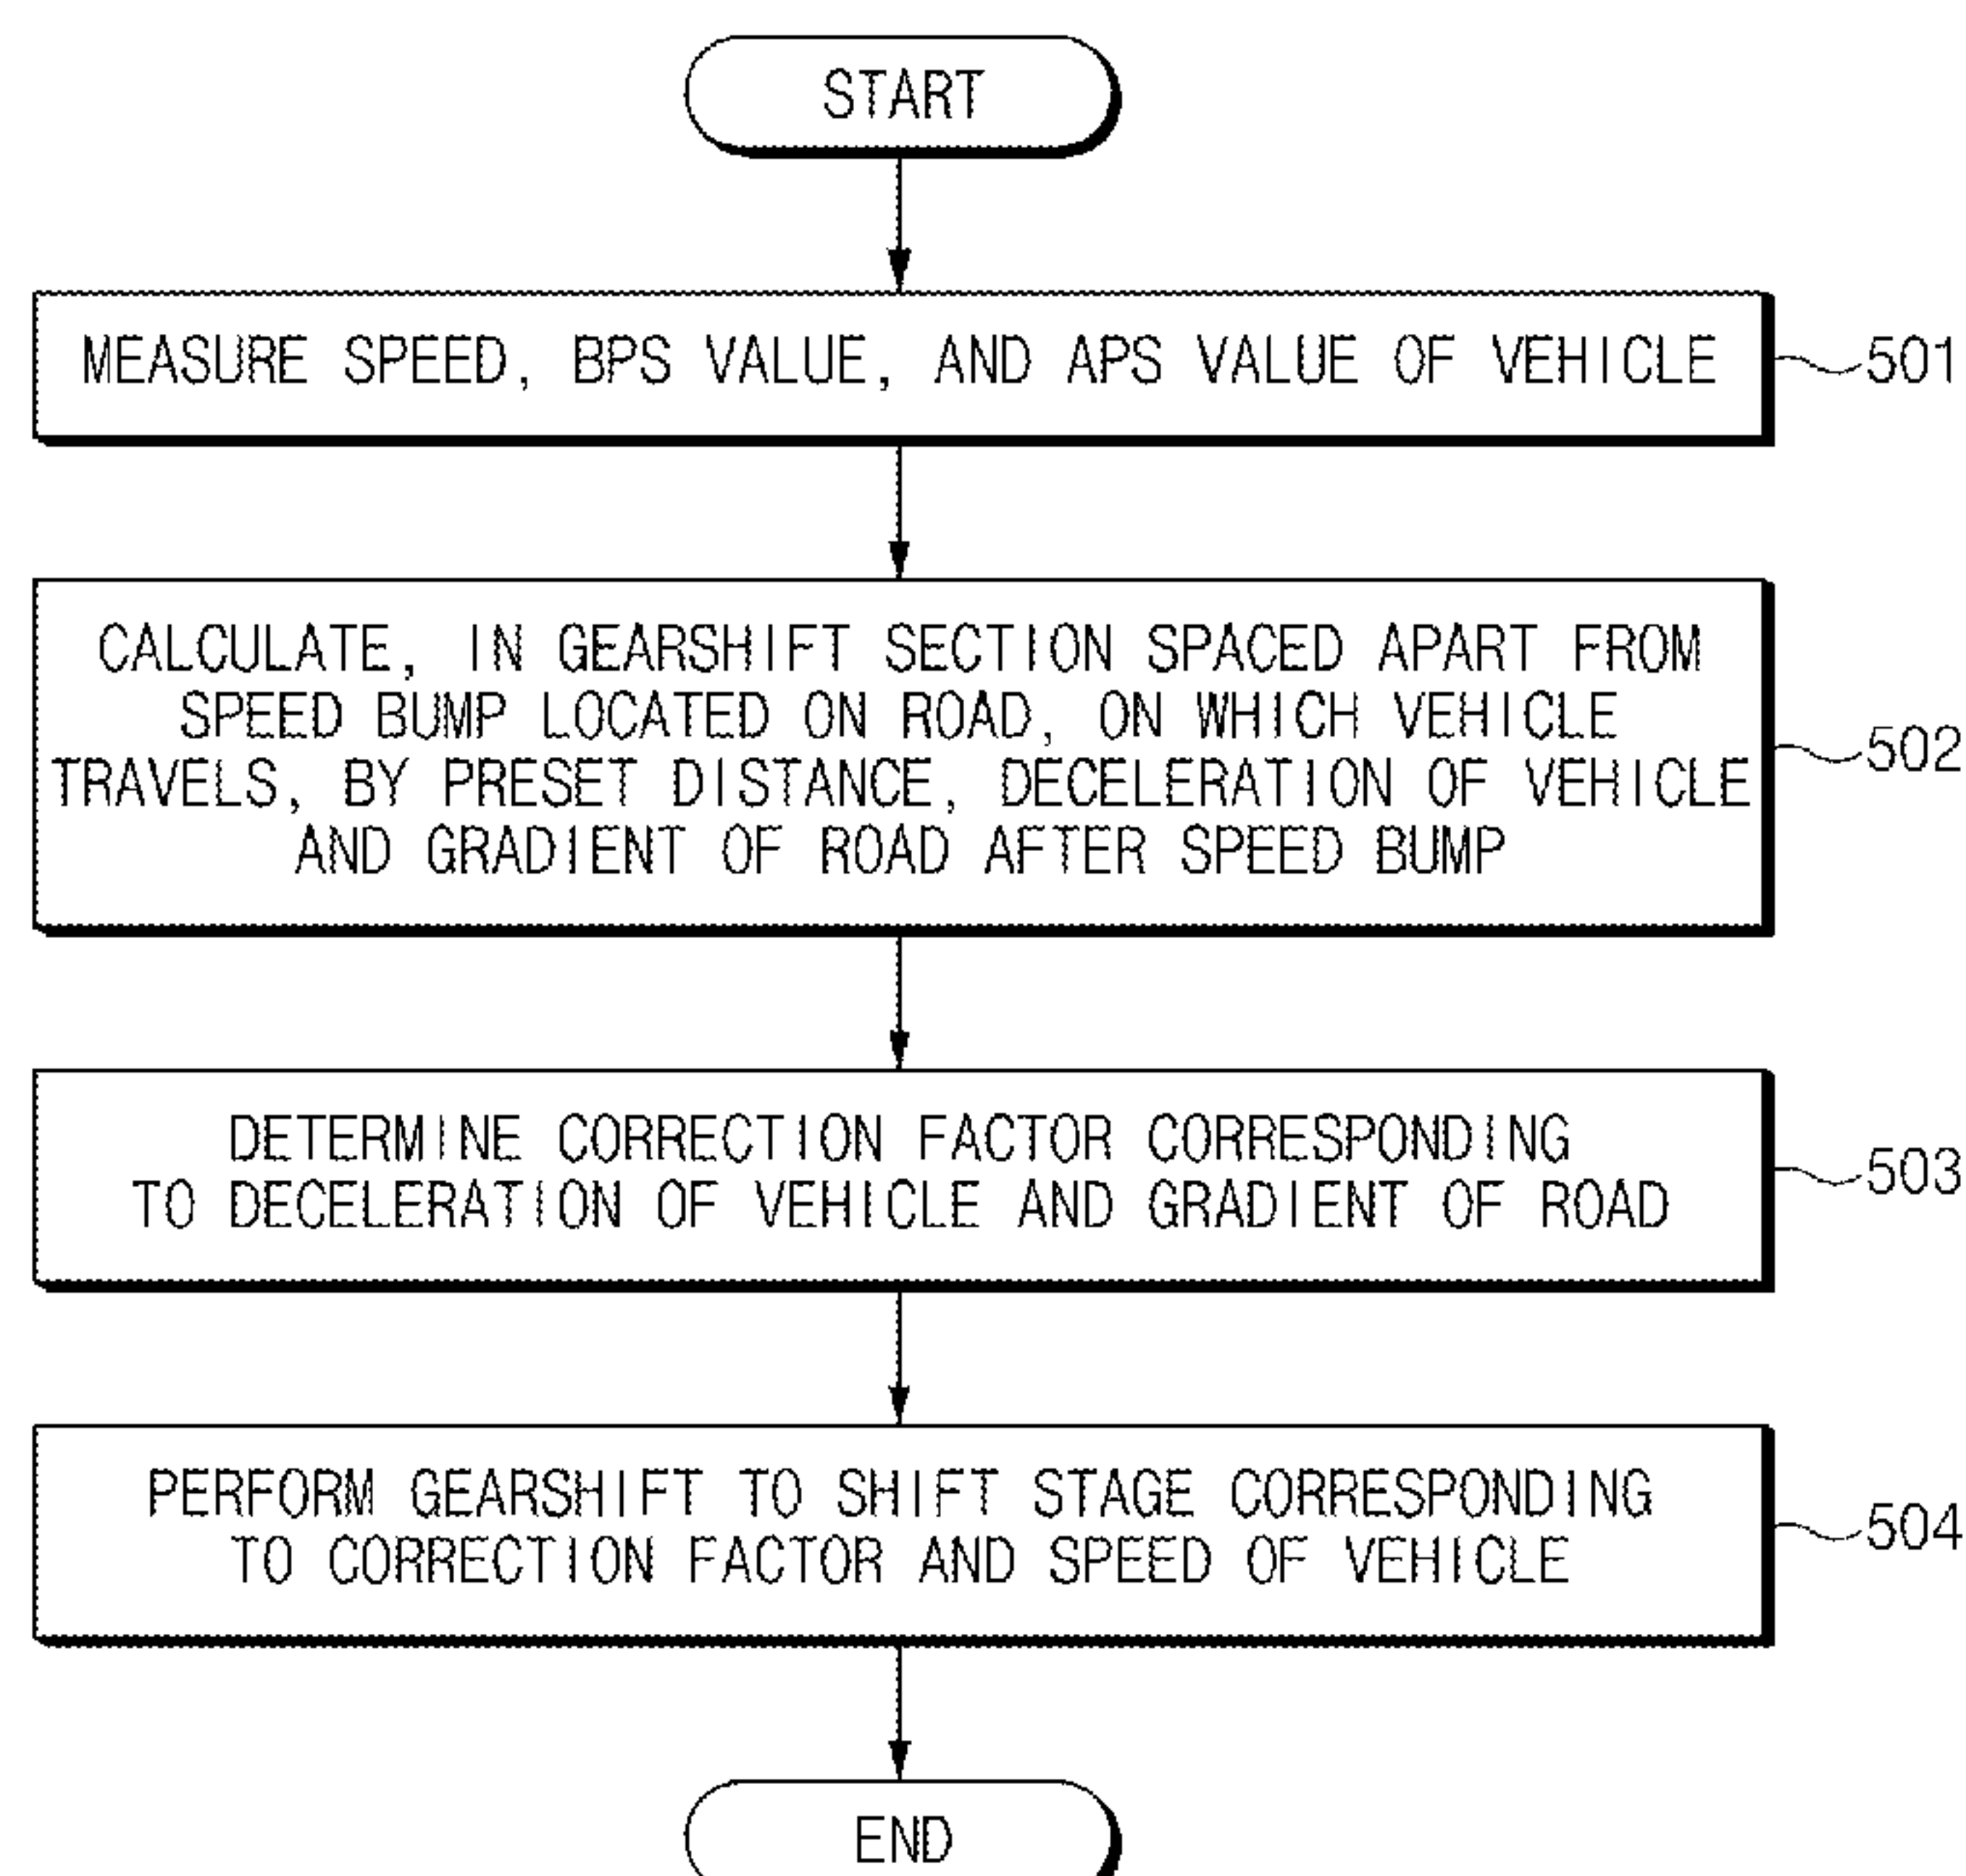 START
MEASURE SPEED, BPS VALUE, AND APS VALUE OF VEHICLE
501
CALCULATE, IN GEARSHIFT SECTION SPACED APART FROM
SPEED BUMP LOCATED ON ROAD, ON WHICH VEHICLE
TRAVELS, BY PRESET DISTANCE, DECELERATION OF VEHICLE
AND GRADIENT OF ROAD AFTER SPEED BUMP
502
DETERMINE CORRECTION FACTOR CORRESPONDING
TO DECELERATION OF VEHICLE AND GRADIENT OF ROAD
503
PERFORM GEARSHIFT TO SHIFT STAGE CORRESPONDING
TO CORRECTION FACTOR AND SPEED OF VEHICLE
504
END